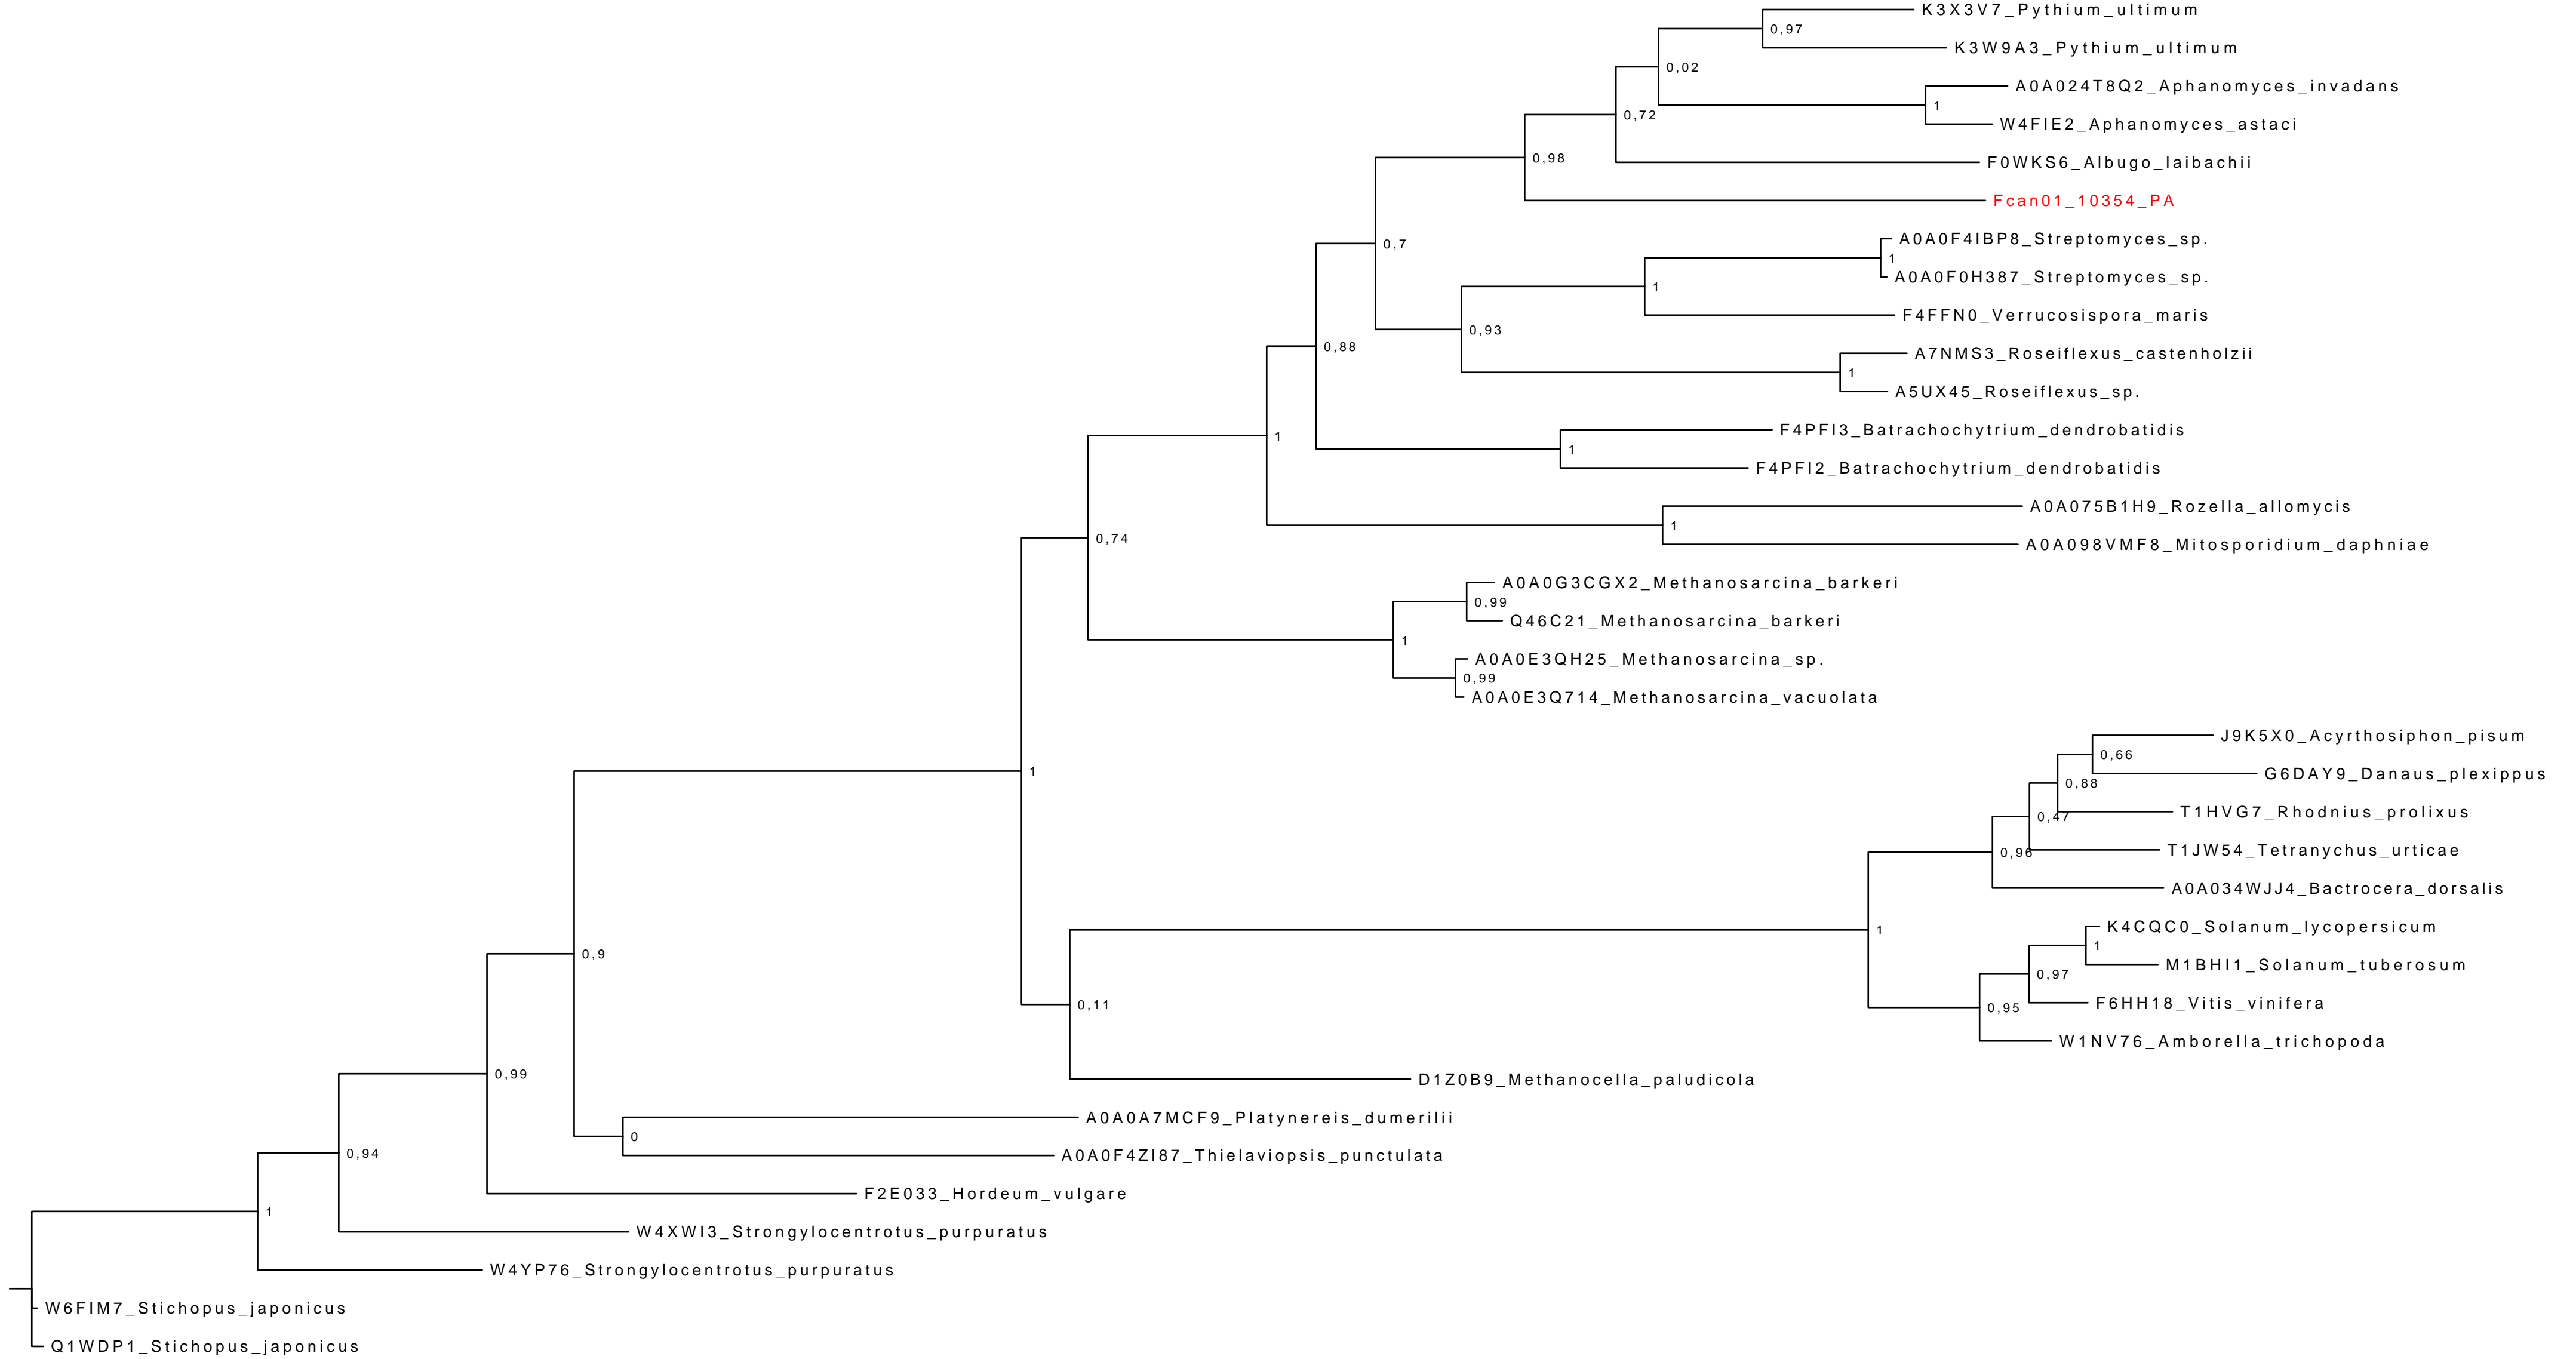 K3X3V7_Pythium_ultimum
0,97
K3W9A3_Pythium_ultimum
0,02
A0A024T8Q2_Aphanomyces_invadans
1
0,72
W4FIE2_Aphanomyces_astaci
0,98
F0WKS6_Albugo_laibachii
Fcan01_10354_PA
A0A0F4IBP8_Streptomyces_sp.
0,7
1
A0A0F0H387_Streptomyces_sp.
1
F4FFN0_Verrucosispora_maris
0,93
0,88
A7NMS3_Roseiflexus_castenholzii
1
A5UX45_Roseiflexus_sp.
F4PFI3_Batrachochytrium_dendrobatidis
1
1
F4PFI2_Batrachochytrium_dendrobatidis
A0A075B1H9_Rozella_allomycis
1
0,74
A0A098VMF8_Mitosporidium_daphniae
A0A0G3CGX2_Methanosarcina_barkeri
0,99
Q46C21_Methanosarcina_barkeri
1
A0A0E3QH25_Methanosarcina_sp.
0,99
A0A0E3Q714_Methanosarcina_vacuolata
J9K5X0_Acyrthosiphon_pisum
0,66
1
G6DAY9_Danaus_plexippus
0,88
T1HVG7_Rhodnius_prolixus
0,47
T1JW54_Tetranychus_urticae
0,96
A0A034WJJ4_Bactrocera_dorsalis
K4CQC0_Solanum_lycopersicum
1
1
0,9
M1BHI1_Solanum_tuberosum
0,97
F6HH18_Vitis_vinifera
0,11
0,95
W1NV76_Amborella_trichopoda
0,99
D1Z0B9_Methanocella_paludicola
A0A0A7MCF9_Platynereis_dumerilii
0
0,94
A0A0F4ZI87_Thielaviopsis_punctulata
F2E033_Hordeum_vulgare
1
W4XWI3_Strongylocentrotus_purpuratus
W4YP76_Strongylocentrotus_purpuratus
W6FIM7_Stichopus_japonicus
Q1WDP1_Stichopus_japonicus